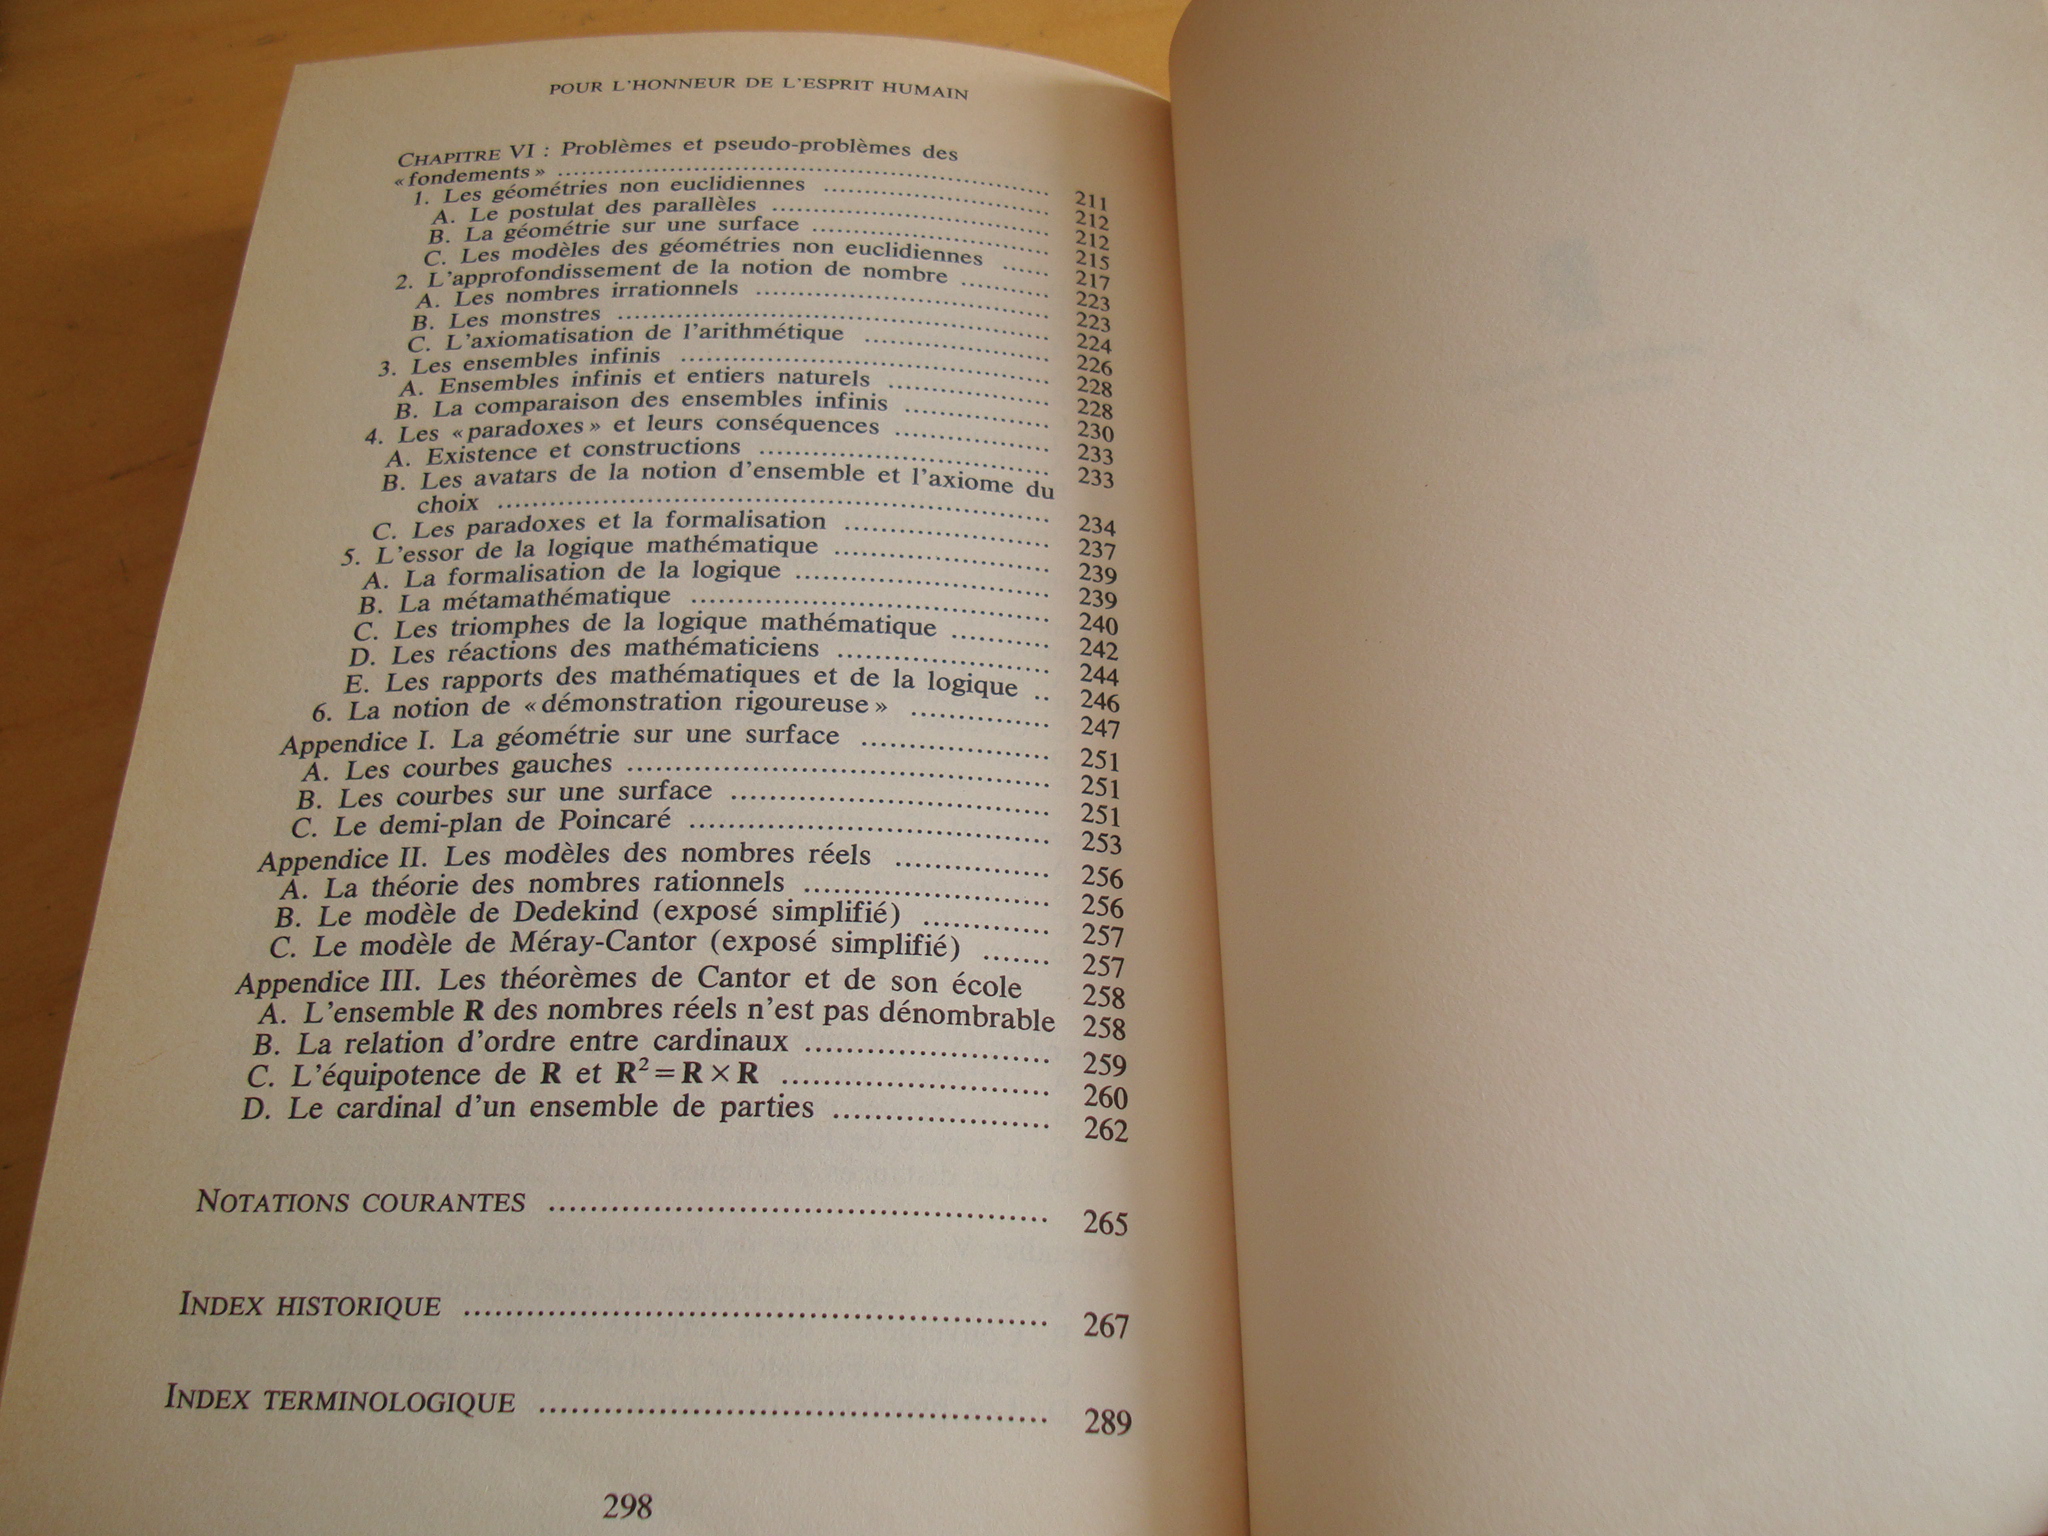 POUR L'HONNEUR DE L'ESPRIT HUMAIN
CHAPITRE VI : Problèmes et pseudo-problèmes des
« fondements » ........ 211
1. Les géométries non euclidiennes ........ 212
A. Le postulat des parallèles ........ 212
B. La géométrie sur une surface ........ 215
C. Les modèles des géométries non euclidiennes ...... 217
2. L'approfondissement de la notion de nombre ........ 223
A. Les nombres irrationnels ........ 223
B. Les monstres ........ 224
C. L'axiomatisation de l'arithmétique ........ 226
3. Les ensembles infinis ........ 228
A. Ensembles infinis et entiers naturels ........ 228
B. La comparaison des ensembles infinis ........ 230
4. Les « paradoxes » et leurs conséquences ........ 233
A. Existence et constructions ........ 233
B. Les avatars de la notion d'ensemble et l'axiome du
choix ........ 234
C. Les paradoxes et la formalisation ........ 237
5. L'essor de la logique mathématique ........ 239
A. La formalisation de la logique ........ 239
B. La métamathématique ........ 240
C. Les triomphes de la logique mathématique ........ 242
D. Les réactions des mathématiciens ........ 244
E. Les rapports des mathématiques et de la logique .. 246
6. La notion de « démonstration rigoureuse » ........ 247
Appendice I. La géométrie sur une surface ........ 251
A. Les courbes gauches ........ 251
B. Les courbes sur une surface ........ 251
C. Le demi-plan de Poincaré ........ 253
Appendice II. Les modèles des nombres réels ........ 256
A. La théorie des nombres rationnels ........ 256
B. Le modèle de Dedekind (exposé simplifié) ........ 257
C. Le modèle de Méray-Cantor (exposé simplifié) ....... 257
Appendice III. Les théorèmes de Cantor et de son école 258
A. L'ensemble R des nombres réels n'est pas dénombrable 258
B. La relation d'ordre entre cardinaux ........ 259
C. L'équipotence de R et R² = R × R ........ 260
D. Le cardinal d'un ensemble de parties ........ 262
NOTATIONS COURANTES ........ 265
INDEX HISTORIQUE ........ 267
INDEX TERMINOLOGIQUE ........ 289
298